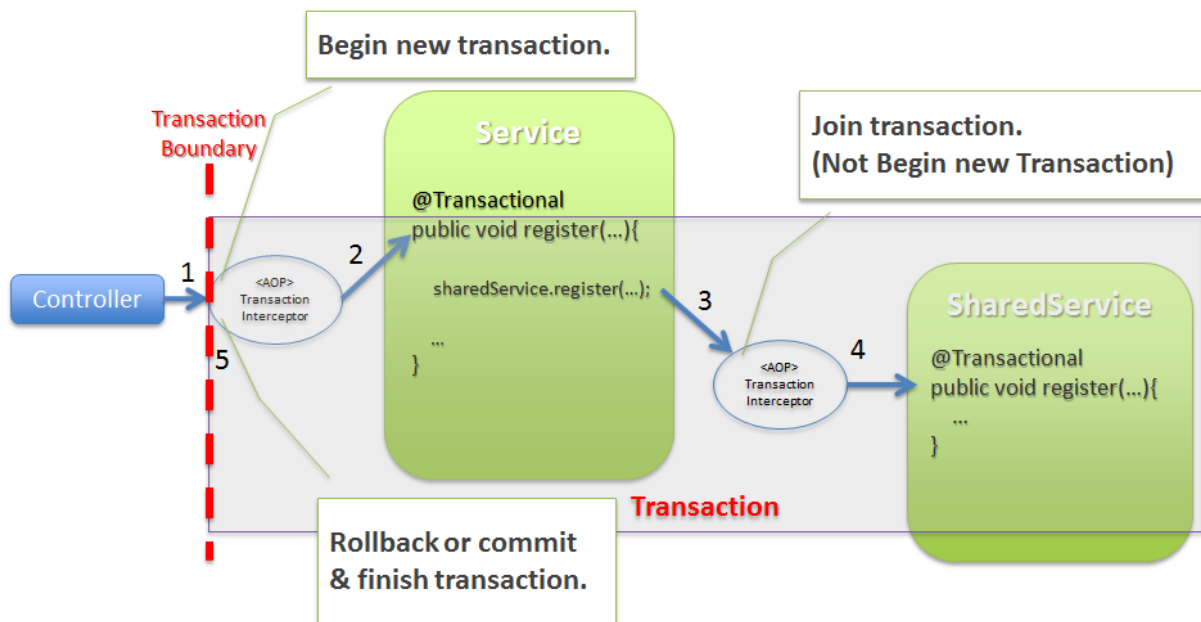 Begin new transaction.
Transaction
Boundary
Service
Join transaction.
(Not Begin new Transaction)
@Transactional
public void register(…){
sharedService.register(…);
…
}
1
2
Controller
<AOP>
Transaction
Interceptor
3
5
<AOP>
Transaction
Interceptor
4
SharedService
@Transactional
public void register(…){
…
}
Transaction
Rollback or commit
& finish transaction.